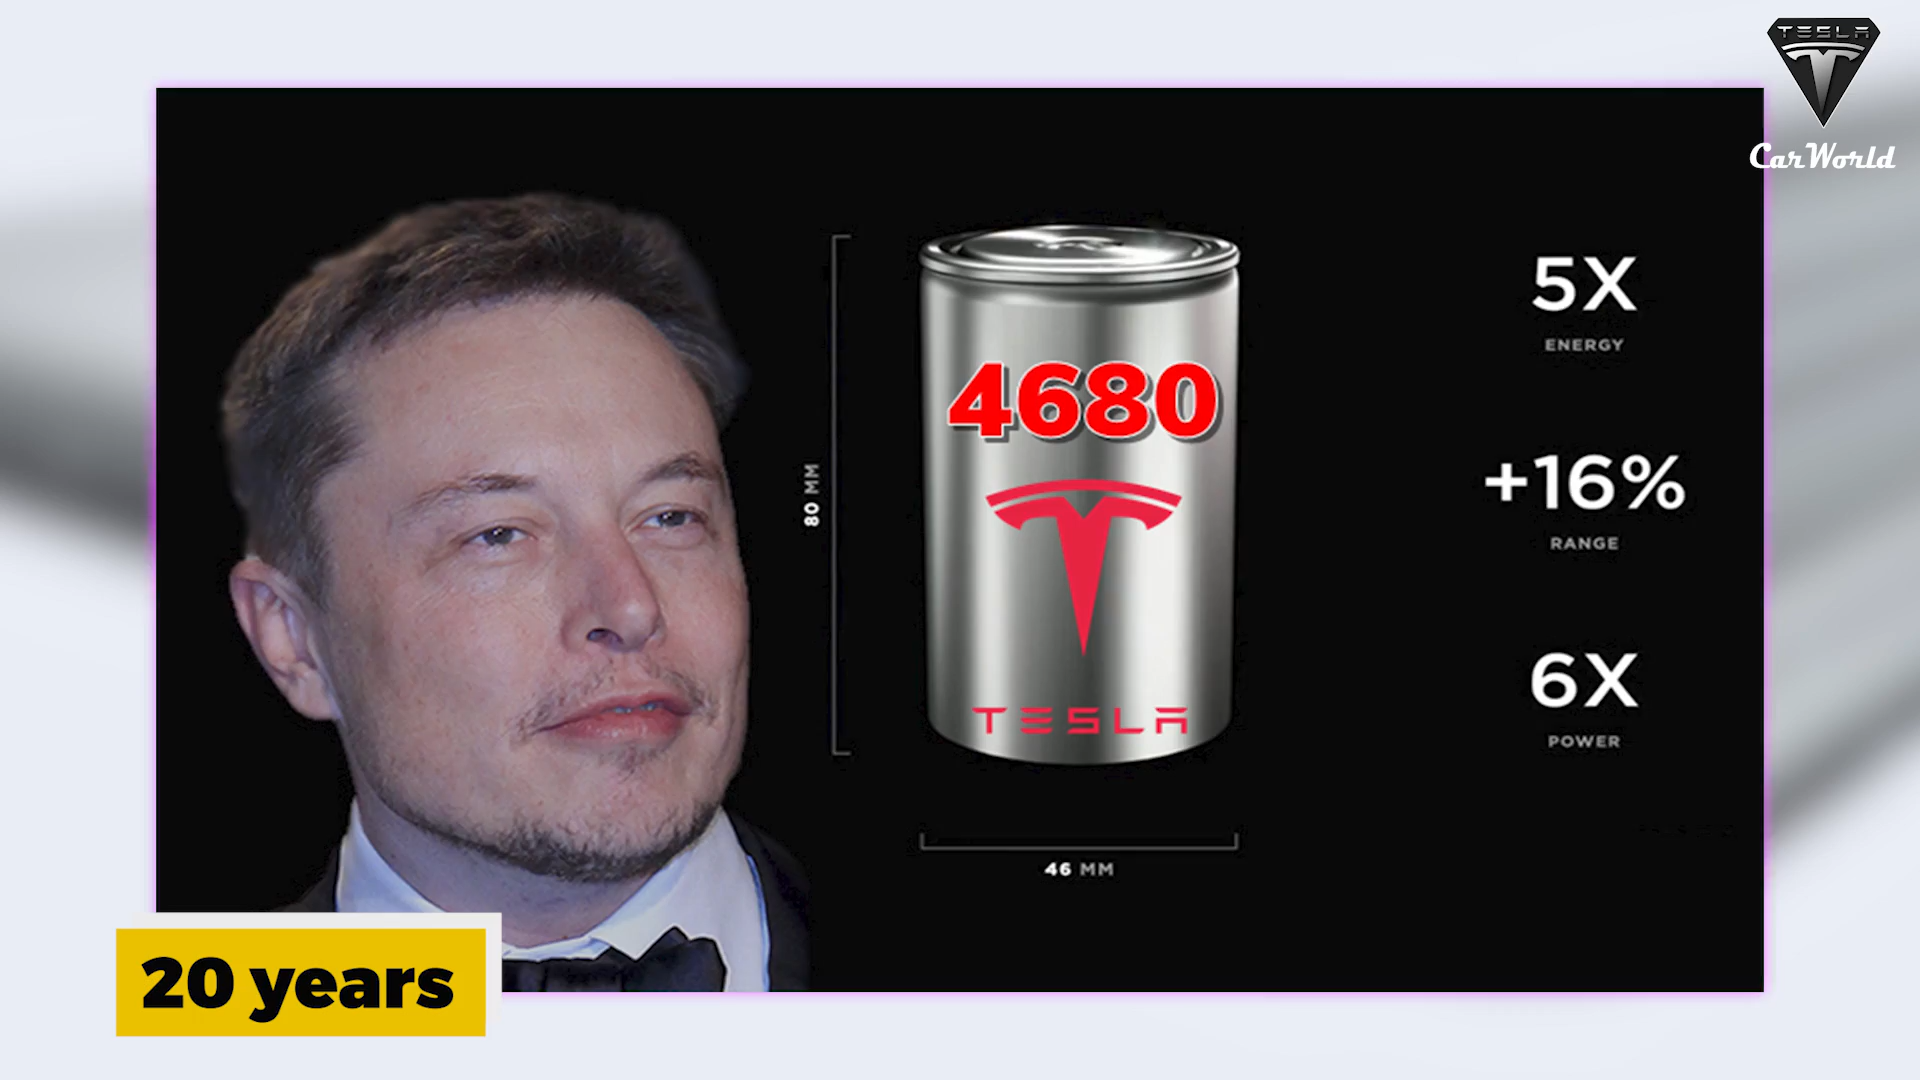 TESLA
CarWorld
5X
ENERGY
4680
+16%
RANGE
80 MM
6X
POWER
TESLA
46 MM
20 years